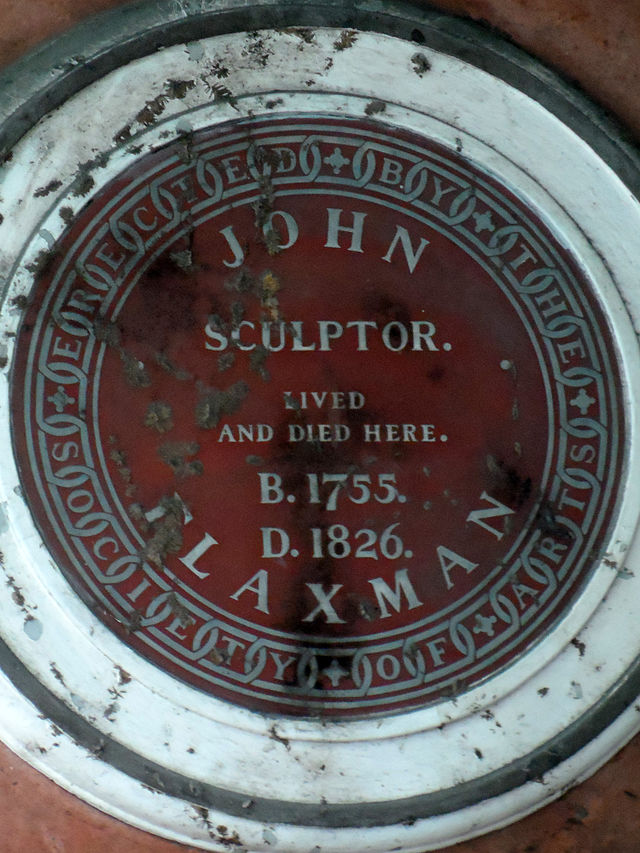 ERECTED BY THE SOCIETY OF ARTS
JOHN
SCULPTOR.
LIVED
AND DIED HERE.
B. 1755.
D. 1826.
FLAXMAN